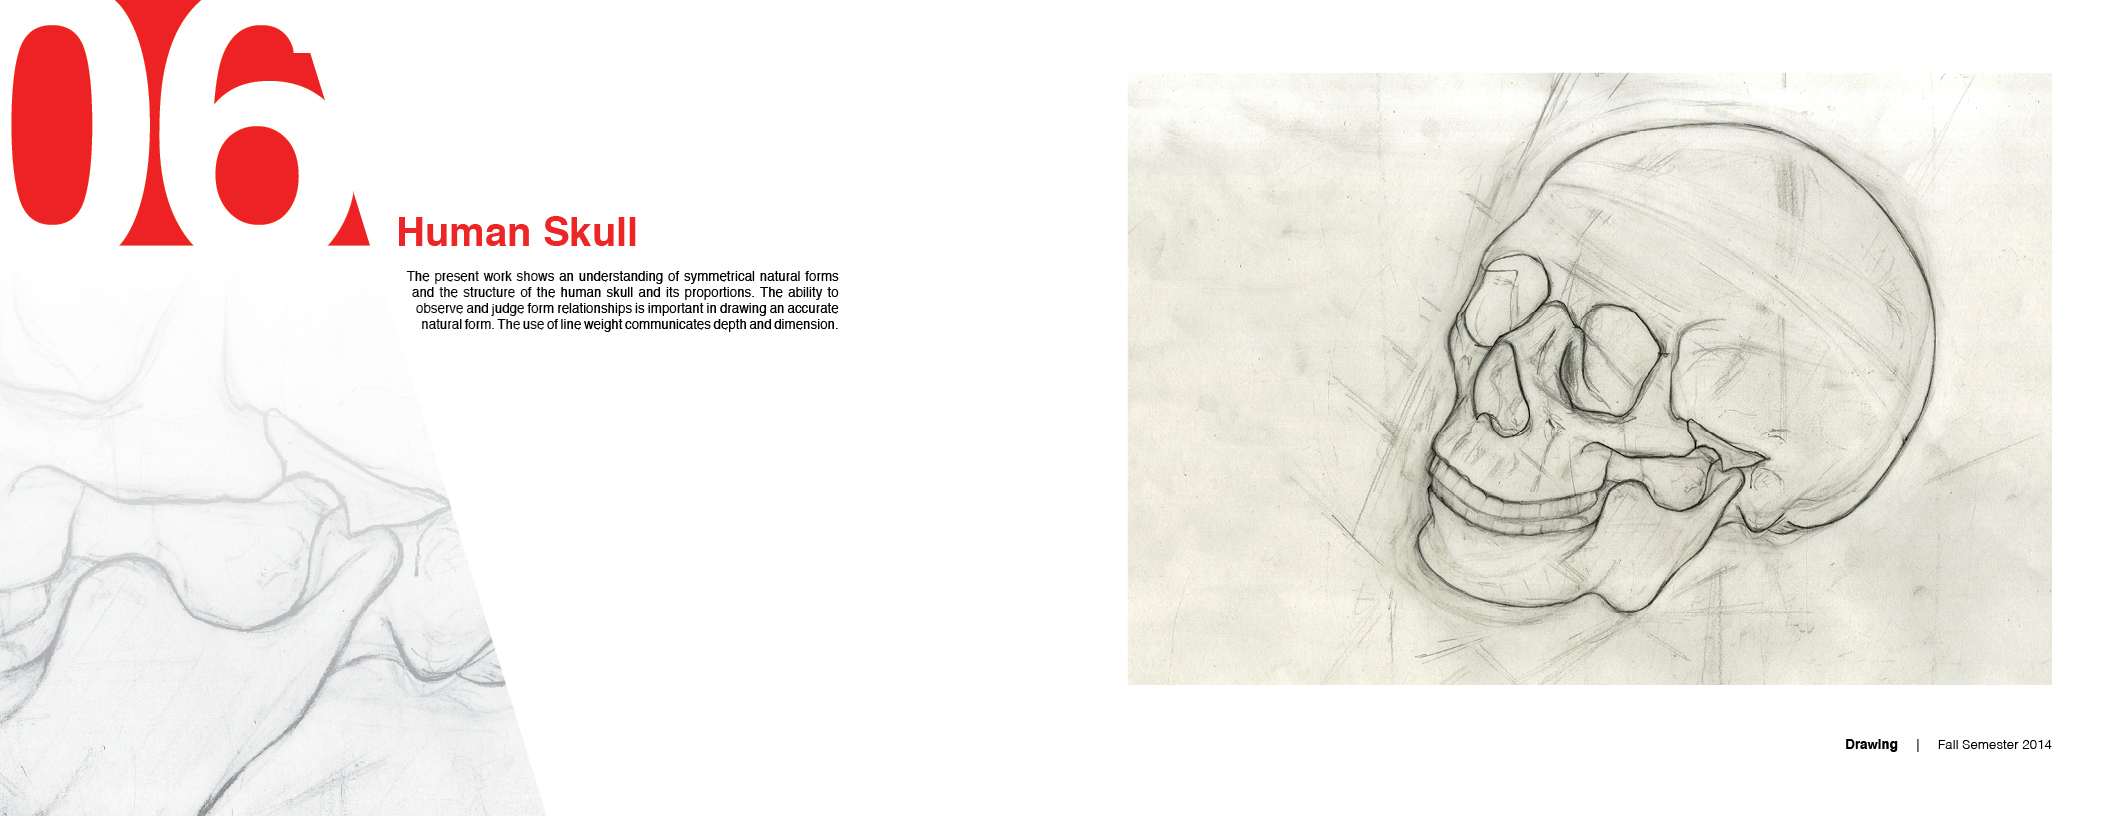 06
Human Skull
The present work shows an understanding of symmetrical natural forms
and the structure of the human skull and its proportions. The ability to
observe and judge form relationships is important in drawing an accurate
natural form. The use of line weight communicates depth and dimension.
Drawing | Fall Semester 2014